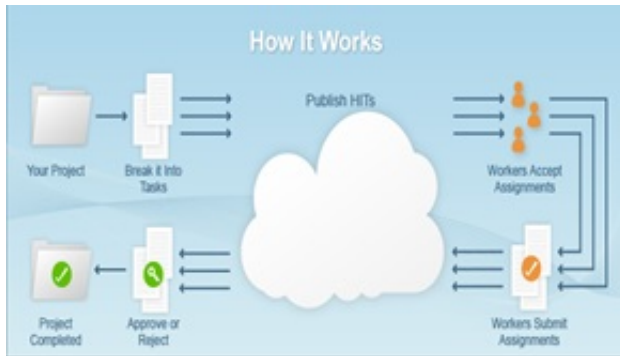 How It Works
Publish HITs
Your Project
Break it Into
Tasks
Workers Accept
Assignments
Project
Completed
Approve or
Reject
Workers Submit
Assignments